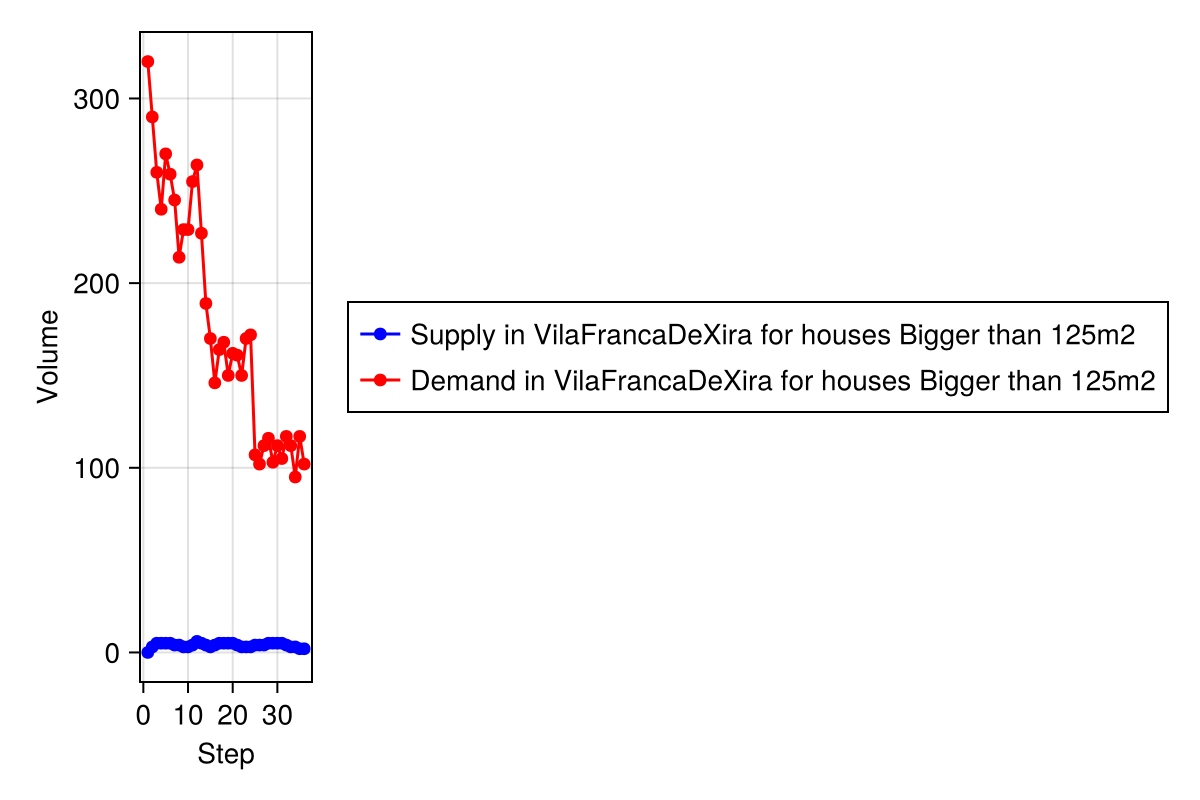 300
200
100
0
Volume
0 10 20 30
Step
Supply in VilaFrancaDeXira for houses Bigger than 125m2
Demand in VilaFrancaDeXira for houses Bigger than 125m2